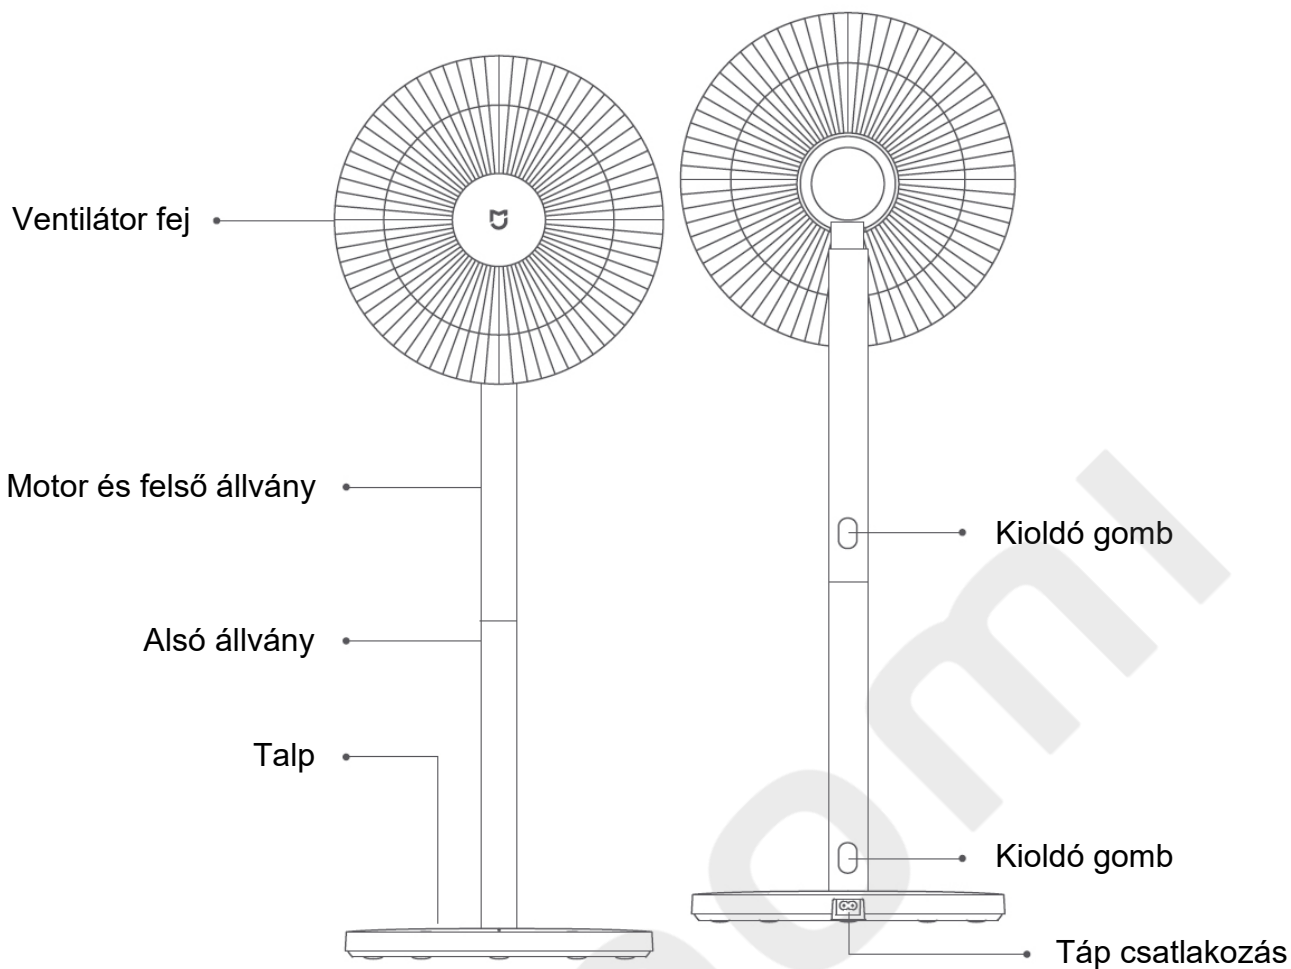 Ventilátor fej
Motor és felső állvány
Alsó állvány
Talp
Kioldó gomb
Kioldó gomb
Táp csatlakozás